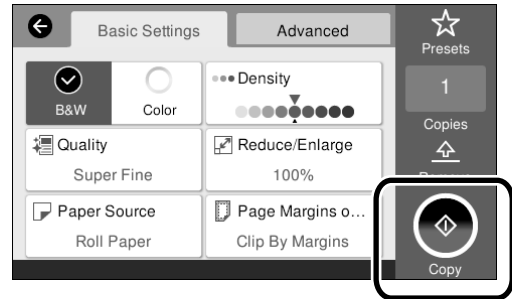 Basic Settings
Advanced
Presets
B&W
Color
Density
1
Copies
Quality
Super Fine
Reduce/Enlarge
100%
Paper Source
Roll Paper
Page Margins o...
Clip By Margins
Copy